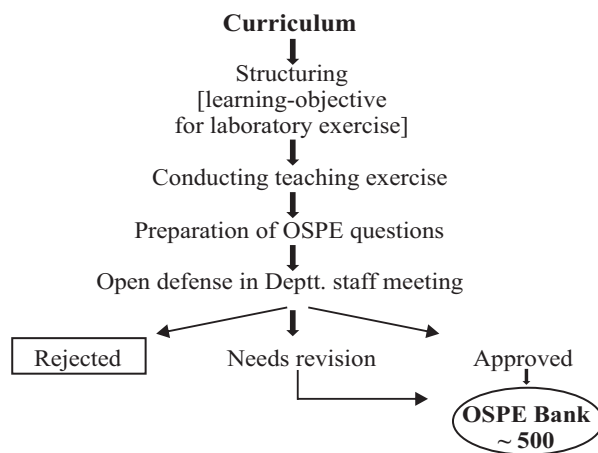 Curriculum
Structuring
[learning-objective
for laboratory exercise]
Conducting teaching exercise
Preparation of OSPE questions
Open defense in Deptt. staff meeting
Rejected
Needs revision
Approved
OSPE Bank
~ 500